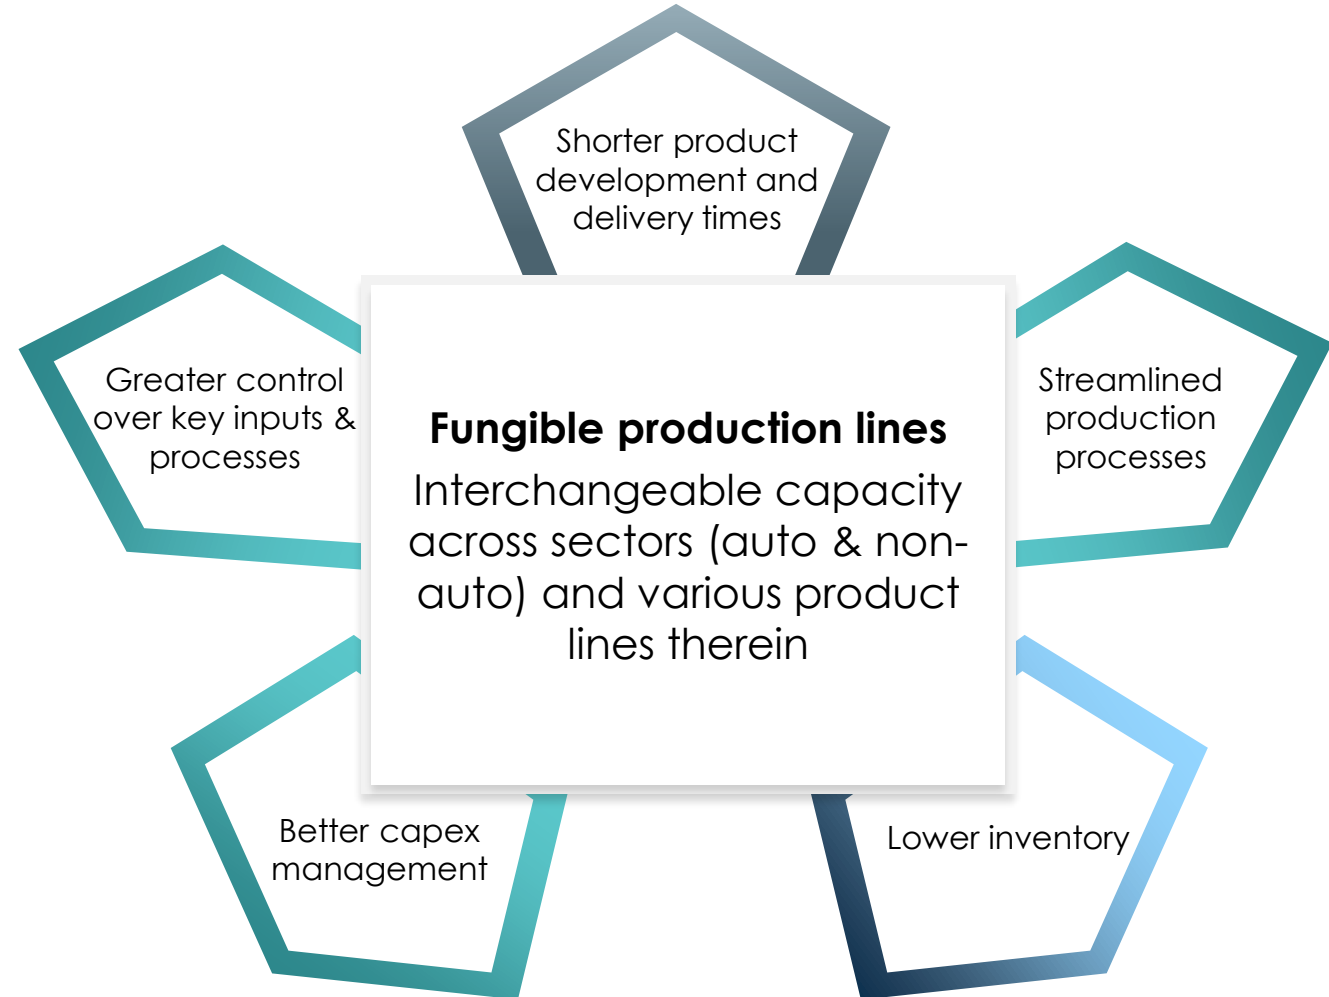 Shorter product
development and
delivery times
Greater control
over key inputs &
processes
Fungible production lines
Interchangeable capacity
across sectors (auto & non-
auto) and various product
lines therein
Streamlined
production
processes
Better capex
management
Lower inventory